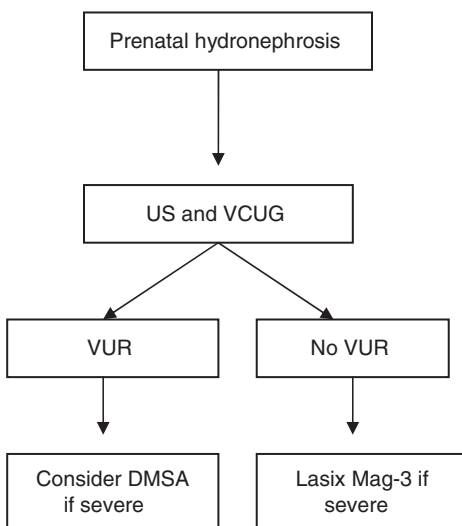 Prenatal hydronephrosis
US and VCUG
VUR
No VUR
Consider DMSA
if severe
Lasix Mag-3 if
severe